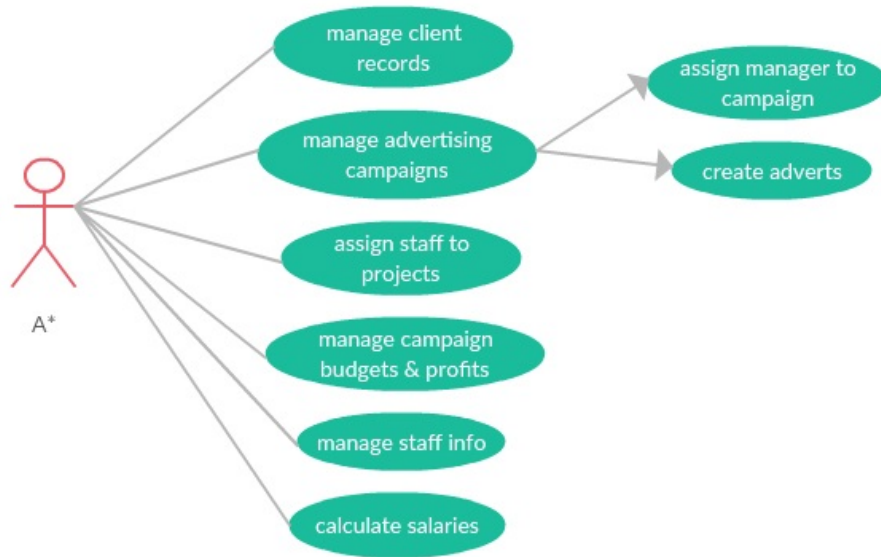 manage client
records
assign manager to
campaign
manage advertising
campaigns
create adverts
assign staff to
projects
A*
manage campaign
budgets & profits
manage staff info
calculate salaries